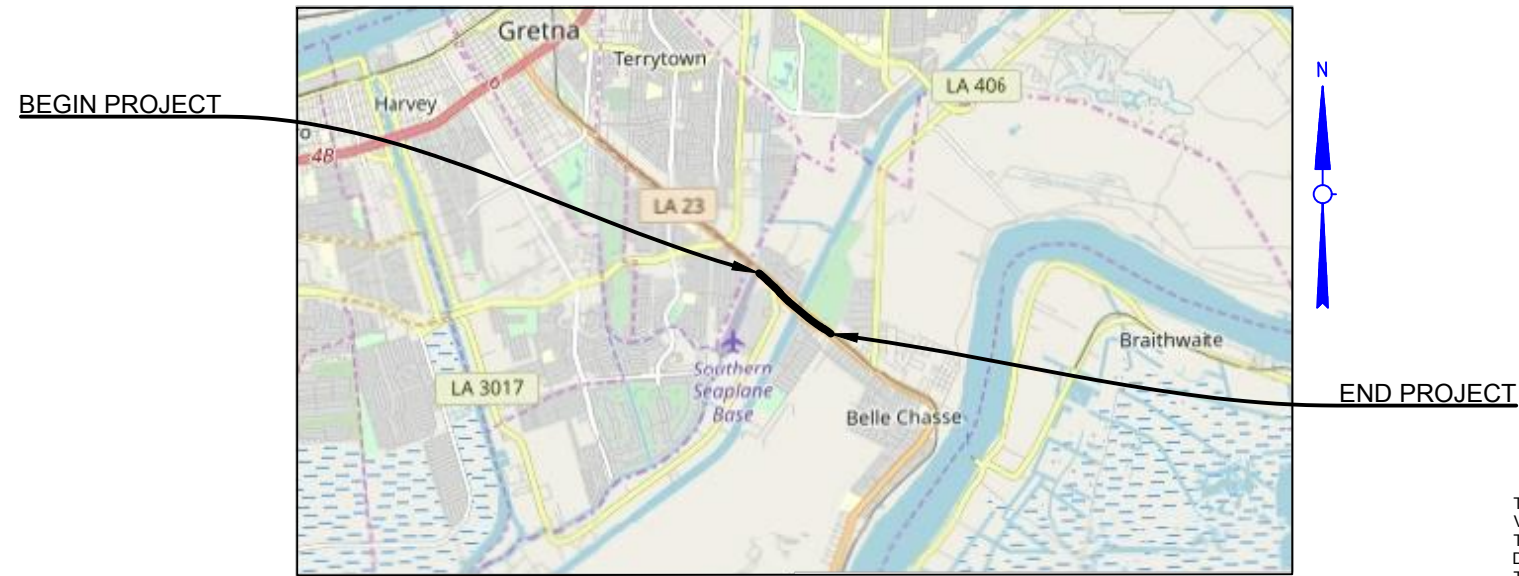 Gretna
Terrytown
LA 406
N
BEGIN PROJECT
Harvey
4B
LA 23
Braithwaite
Southern
Seaplane
Base
LA 3017
END PROJECT
Belle Chasse
T
V
T
D
T